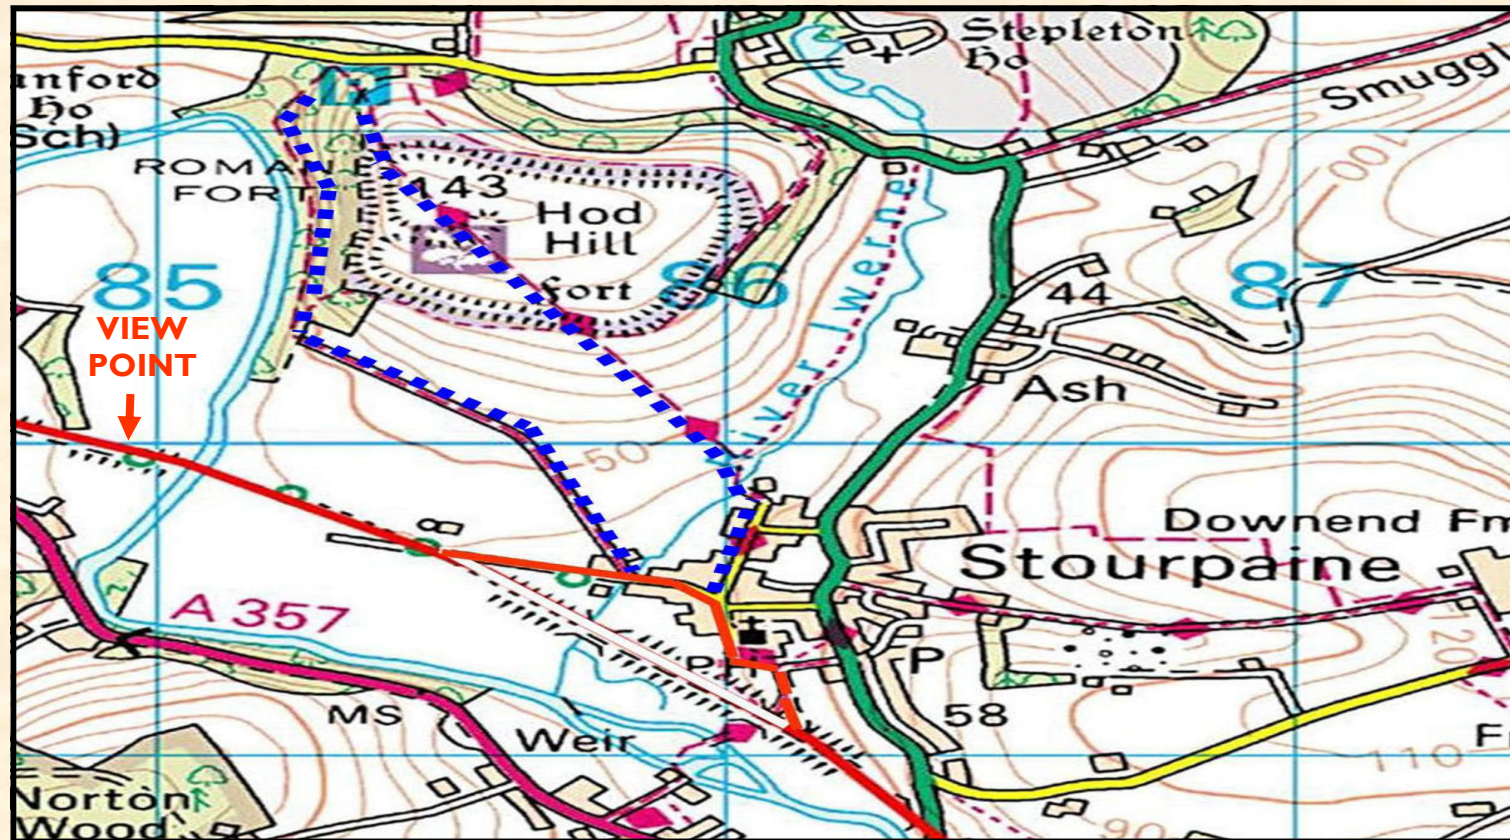 Stepleton
Ho
Smuggl
anford
Ho
Sch)
ROMAN
FORT
143
Hod
Hill
fort
85
86
87
100
River Iwerne
44
VIEW
POINT
Ash
50
Downend Fm
Stourpaine
A 357
P
P
120
MS
58
Weir
F
110
Norton
Wood
90